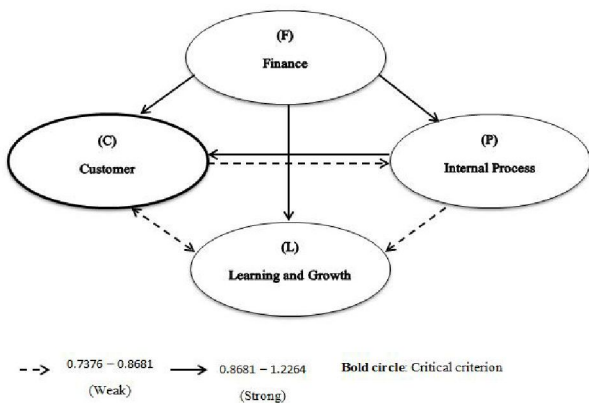 (F)
Finance
(C)
Customer
(P)
Internal Process
(L)
Learning and Growth
0.7376 – 0.8681
(Weak)
0.8681 – 1.2264
(Strong)
Bold circle: Critical criterion